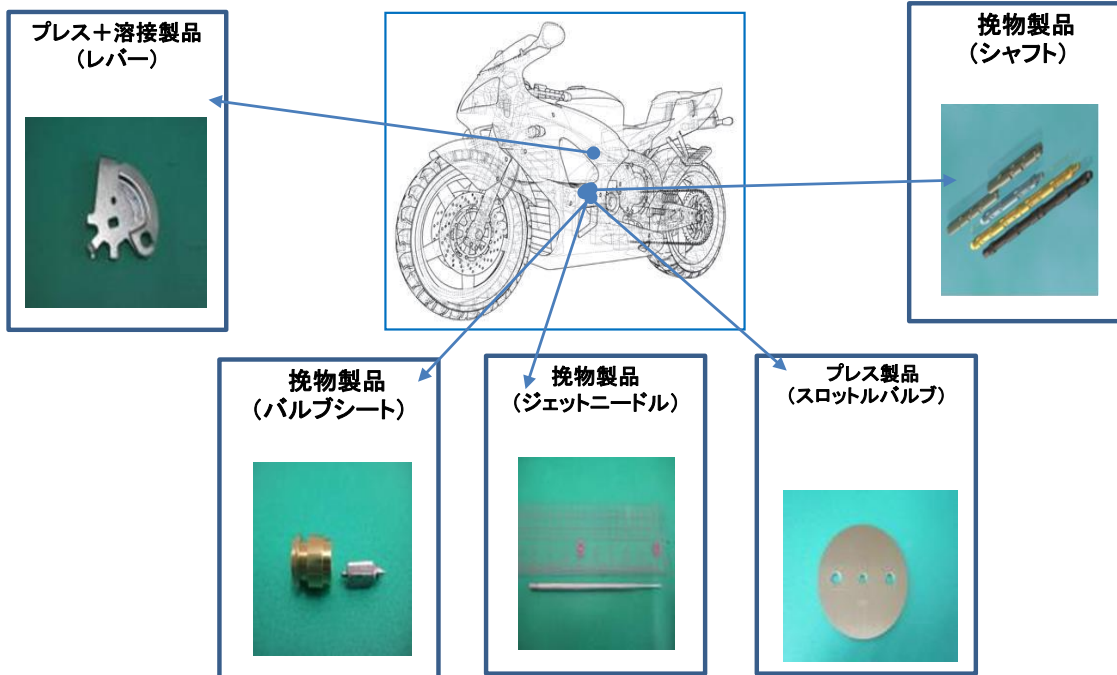 プレス＋溶接製品
（レバー）
挽物製品
（シャフト）
挽物製品
（バルブシート）
挽物製品
（ジェットニードル）
プレス製品
（スロットルバルブ）